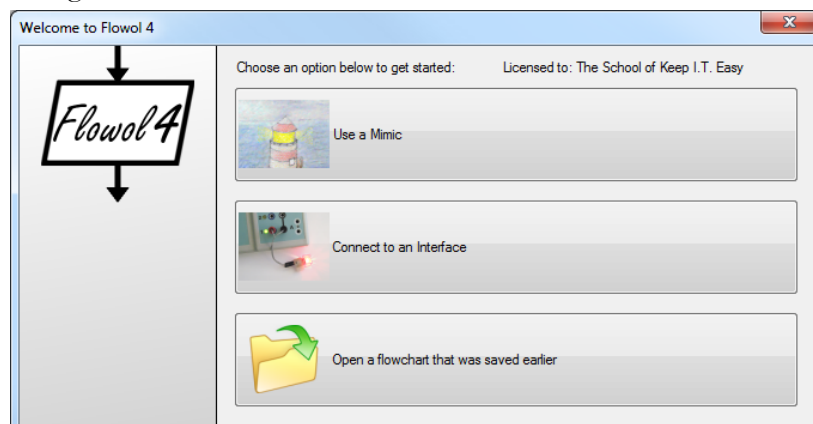 Welcome to Flowol 4
Choose an option below to get started: Licensed to: The School of Keep I.T. Easy
Flowol 4
Use a Mimic
Connect to an Interface
Open a flowchart that was saved earlier